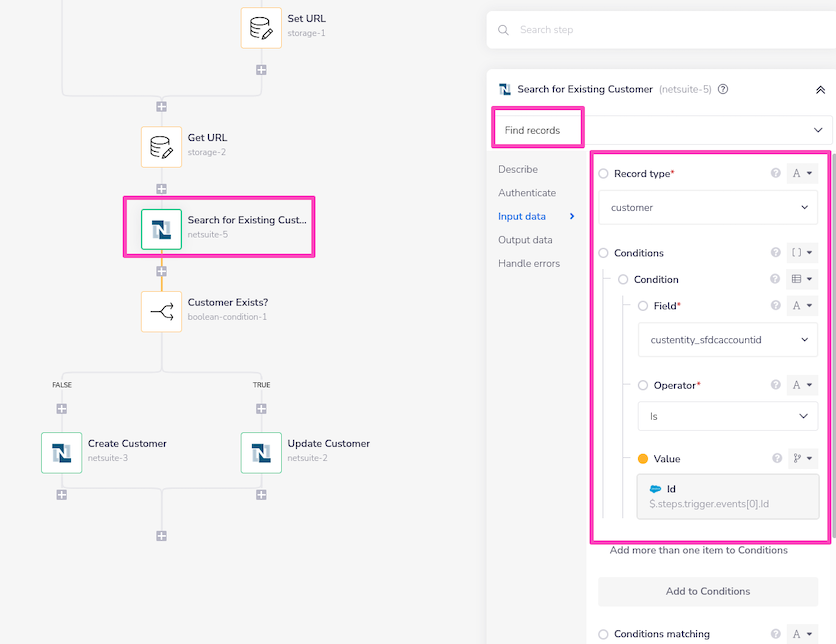 Set URL
storage-1
Get URL
storage-2
Search for Existing Cust...
netsuite-5
Customer Exists?
boolean-condition-1
FALSE
TRUE
Create Customer
netsuite-3
Update Customer
netsuite-2
Search step
Search for Existing Customer (netsuite-5) ?
Find records
Describe
Authenticate
Input data
Output data
Handle errors
Record type* ? A
customer
Conditions ? [ ]
Condition ?
Field* ? A
custentity_sfdcaccountid
Operator* ? A
Is
Value ?
Id
$.steps.trigger.events[0].Id
Add more than one item to Conditions
Add to Conditions
Conditions matching ? A